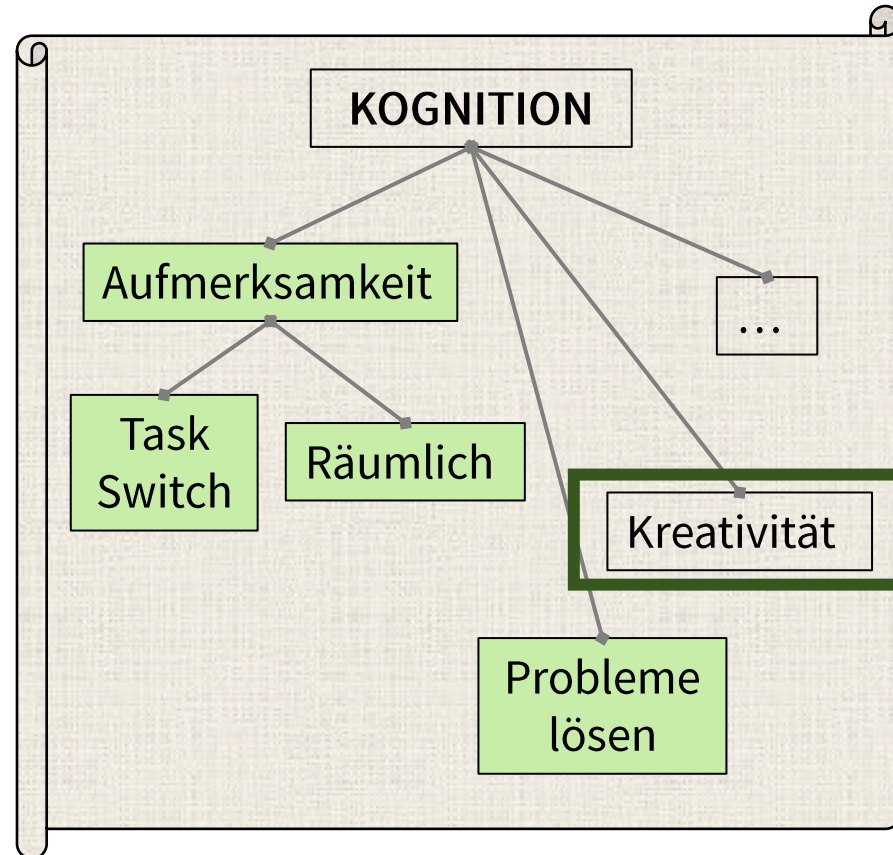 KOGNITION
Aufmerksamkeit
...
Task
Switch
Räumlich
Kreativität
Probleme
lösen